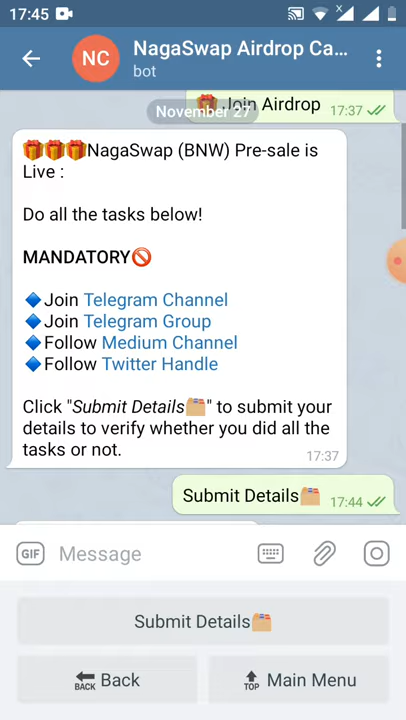 17:45
NC
NagaSwap Airdrop Ca...
bot
Join Airdrop
17:37
November 27
NagaSwap (BNW) Pre-sale is
Live :
Do all the tasks below!
MANDATORY
Join Telegram Channel
Join Telegram Group
Follow Medium Channel
Follow Twitter Handle
Click "Submit Details" to submit your
details to verify whether you did all the
tasks or not.
17:37
Submit Details
17:44
GIF
Message
Submit Details
BACK Back
TOP Main Menu